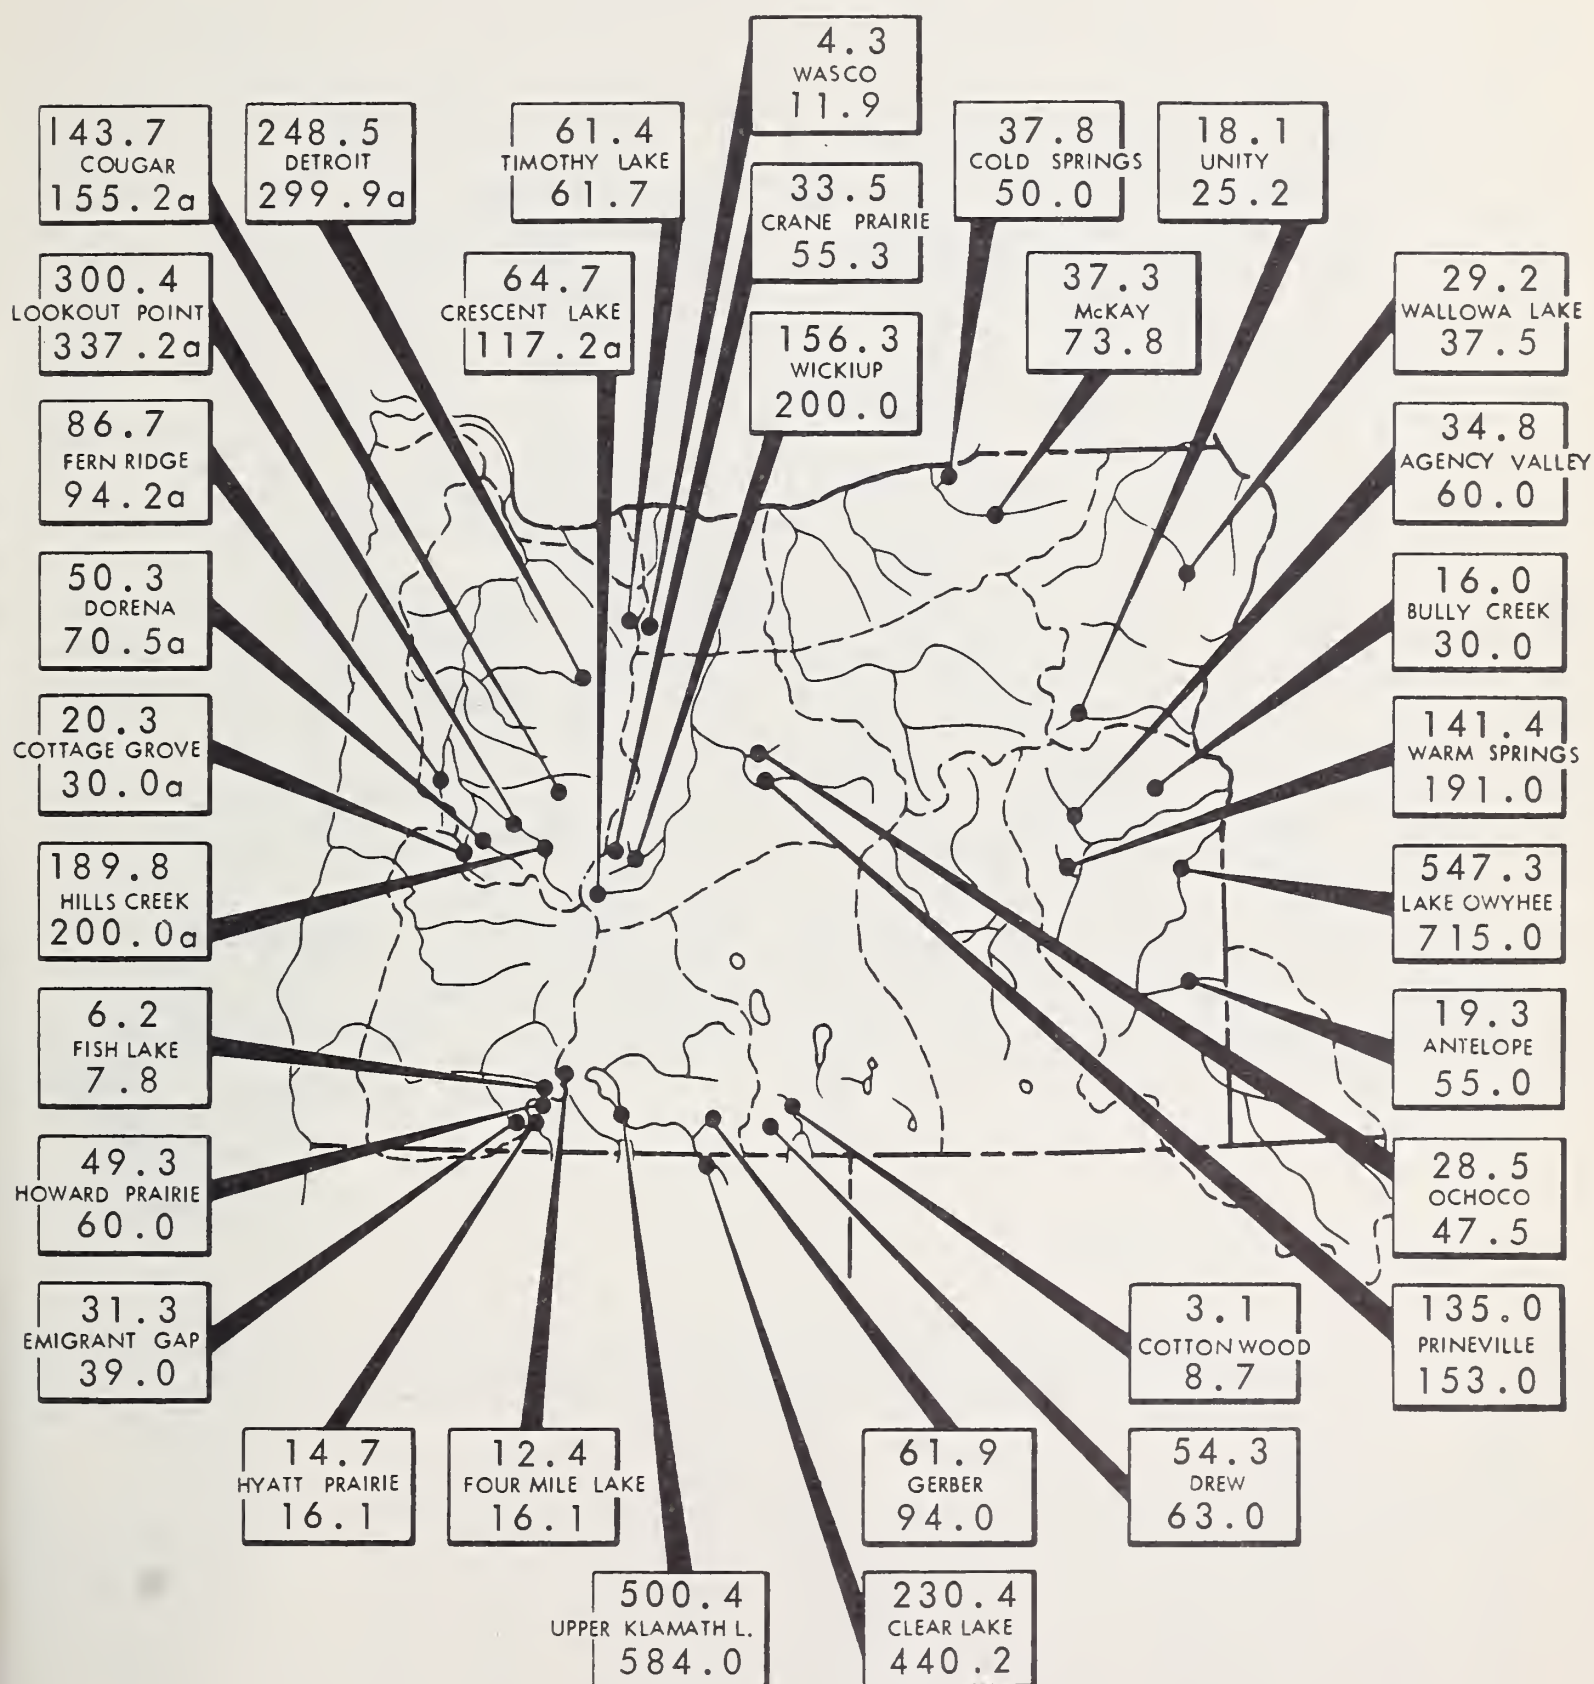 4.3
WASCO
11.9
143.7
COUGAR
155.2a
248.5
DETROIT
299.9a
61.4
TIMOTHY LAKE
61.7
33.5
CRANE PRAIRIE
55.3
37.8
COLD SPRINGS
50.0
18.1
UNITY
25.2
300.4
LOOKOUT POINT
337.2a
64.7
CRESCENT LAKE
117.2a
156.3
WICKIUP
200.0
37.3
McKAY
73.8
29.2
WALLOWA LAKE
37.5
86.7
FERN RIDGE
94.2a
34.8
AGENCY VALLEY
60.0
50.3
DORENA
70.5a
16.0
BULLY CREEK
30.0
20.3
COTTAGE GROVE
30.0a
141.4
WARM SPRINGS
191.0
189.8
HILLS CREEK
200.0a
547.3
LAKE OWYHEE
715.0
6.2
FISH LAKE
7.8
19.3
ANTELOPE
55.0
49.3
HOWARD PRAIRIE
60.0
28.5
OCHOCO
47.5
31.3
EMIGRANT GAP
39.0
3.1
COTTON WOOD
8.7
135.0
PRINEVILLE
153.0
14.7
HYATT PRAIRIE
16.1
12.4
FOUR MILE LAKE
16.1
61.9
GERBER
94.0
54.3
DREW
63.0
500.4
UPPER KLAMATH L.
584.0
230.4
CLEAR LAKE
440.2